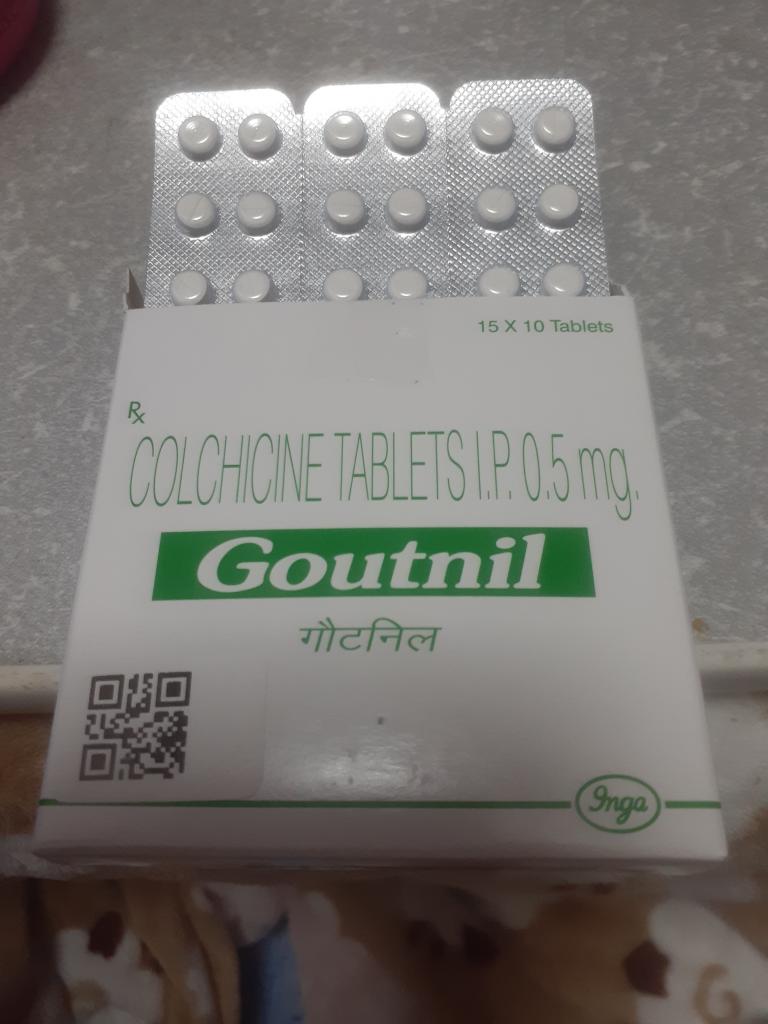 15 X 10 Tablets
Rx
COLCHICINE TABLETS I.P. 0.5 mg.
Goutnil
गौटनिल
Inga